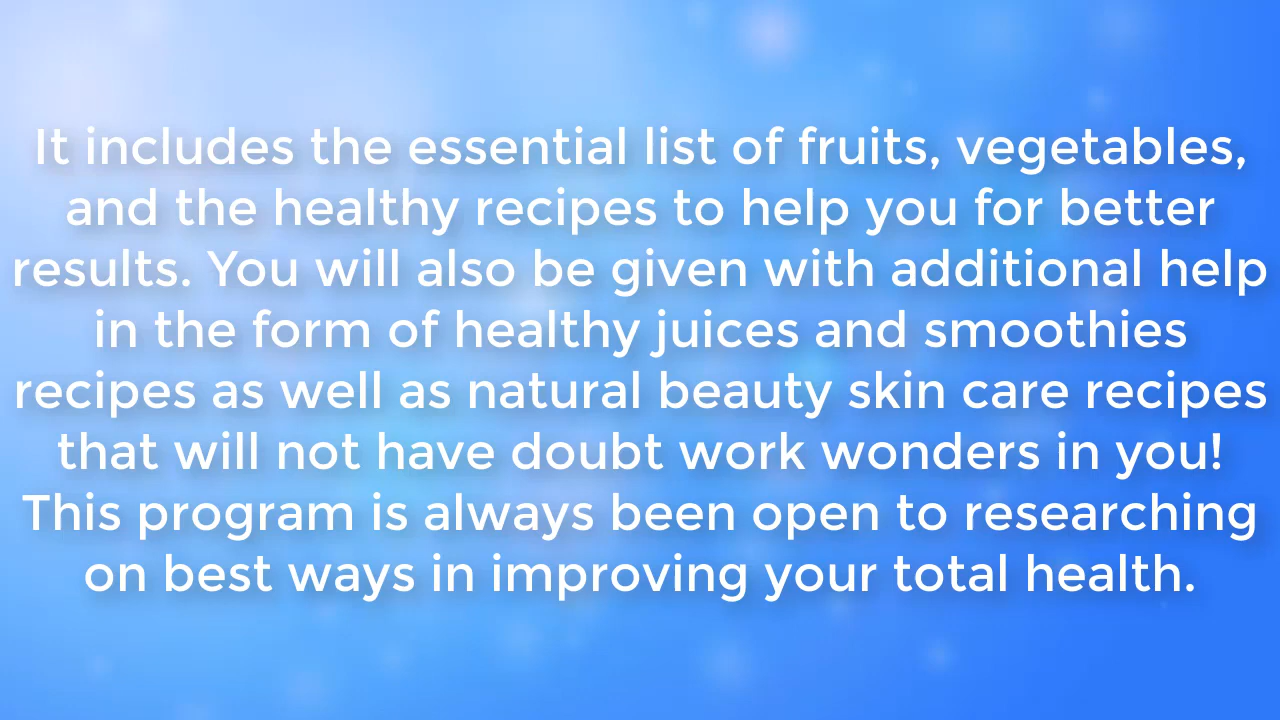 It includes the essential list of fruits, vegetables,
and the healthy recipes to help you for better
results. You will also be given with additional help
in the form of healthy juices and smoothies
recipes as well as natural beauty skin care recipes
that will not have doubt work wonders in you!
This program is always been open to researching
on best ways in improving your total health.